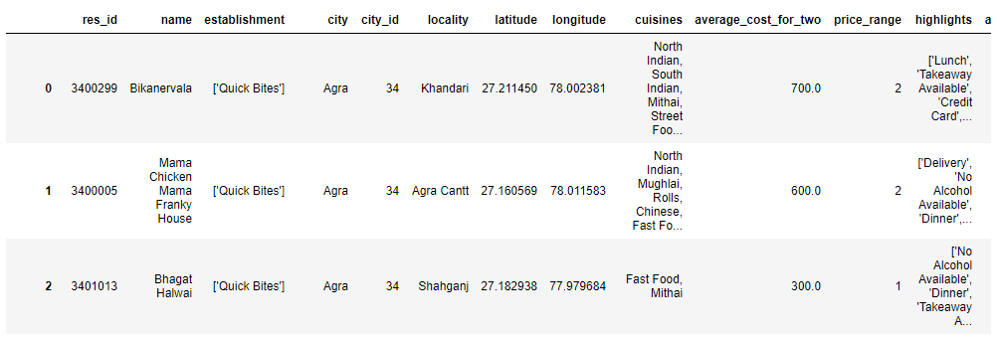 res_id name establishment city city_id locality latitude longitude cuisines average_cost_for_two price_range highlights a
0 3400299 Bikanervala ['Quick Bites'] Agra 34 Khandari 27.211450 78.002381 North Indian, South Indian, Mithai, Street Foo... 700.0 2 ['Lunch', 'Takeaway Available', 'Credit Card',...
1 3400005 Mama Chicken Mama Franky House ['Quick Bites'] Agra 34 Agra Cantt 27.160569 78.011583 North Indian, Mughlai, Rolls, Chinese, Fast Fo... 600.0 2 ['Delivery', 'No Alcohol Available', 'Dinner',...
2 3401013 Bhagat Halwai ['Quick Bites'] Agra 34 Shahganj 27.182938 77.979684 Fast Food, Mithai 300.0 1 ['No Alcohol Available', 'Dinner', 'Takeaway A...